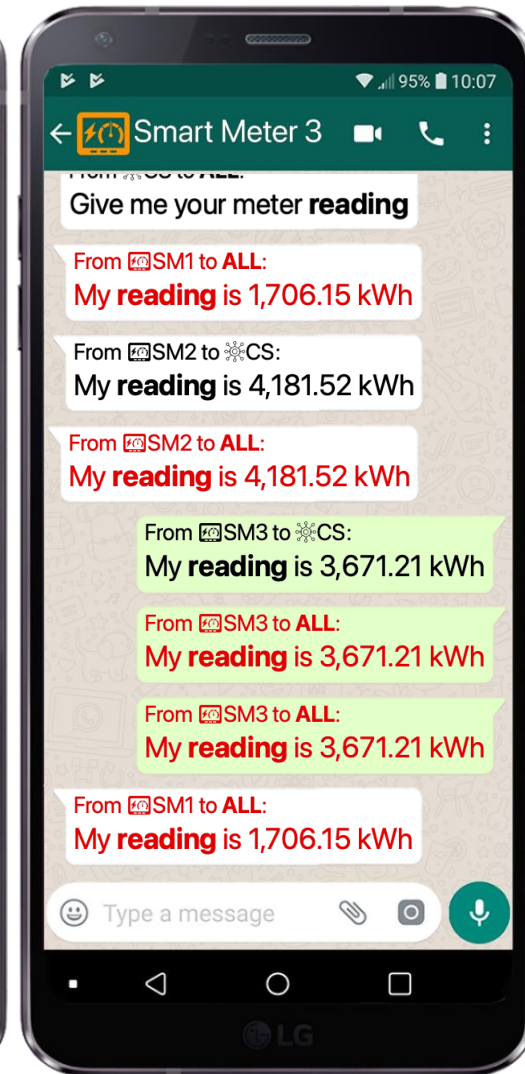 95% 10:07
Smart Meter 3
From CS to ALL:
Give me your meter reading
From SM1 to ALL:
My reading is 1,706.15 kWh
From SM2 to CS:
My reading is 4,181.52 kWh
From SM2 to ALL:
My reading is 4,181.52 kWh
From SM3 to CS:
My reading is 3,671.21 kWh
From SM3 to ALL:
My reading is 3,671.21 kWh
From SM3 to ALL:
My reading is 3,671.21 kWh
From SM1 to ALL:
My reading is 1,706.15 kWh
Type a message
LG